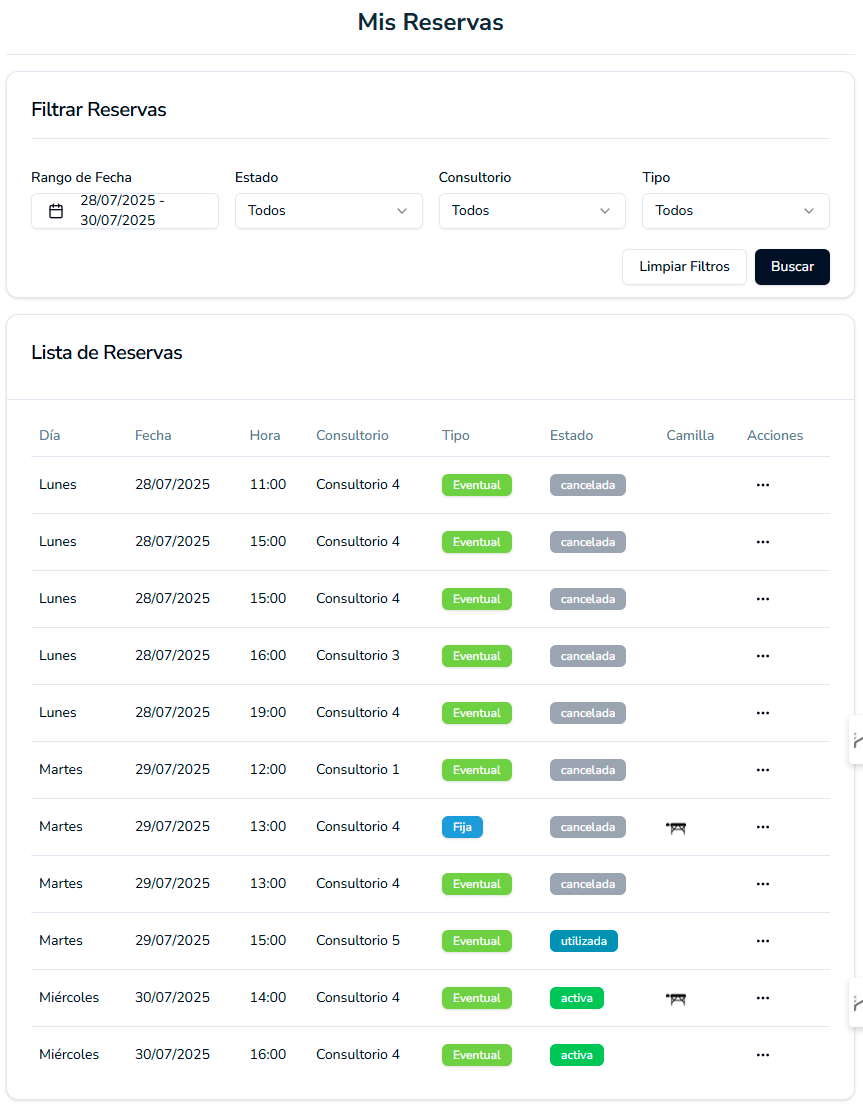 Mis Reservas
Filtrar Reservas
Rango de Fecha Estado Consultorio Tipo
28/07/2025 -
30/07/2025
Todos Todos Todos
Limpiar Filtros Buscar
Lista de Reservas
Día Fecha Hora Consultorio Tipo Estado Camilla Acciones
Lunes 28/07/2025 11:00 Consultorio 4 Eventual cancelada ...
Lunes 28/07/2025 15:00 Consultorio 4 Eventual cancelada ...
Lunes 28/07/2025 15:00 Consultorio 4 Eventual cancelada ...
Lunes 28/07/2025 16:00 Consultorio 3 Eventual cancelada ...
Lunes 28/07/2025 19:00 Consultorio 4 Eventual cancelada ...
Martes 29/07/2025 12:00 Consultorio 1 Eventual cancelada ...
Martes 29/07/2025 13:00 Consultorio 4 Fija cancelada ...
Martes 29/07/2025 13:00 Consultorio 4 Eventual cancelada ...
Martes 29/07/2025 15:00 Consultorio 5 Eventual utilizada ...
Miércoles 30/07/2025 14:00 Consultorio 4 Eventual activa ...
Miércoles 30/07/2025 16:00 Consultorio 4 Eventual activa ...